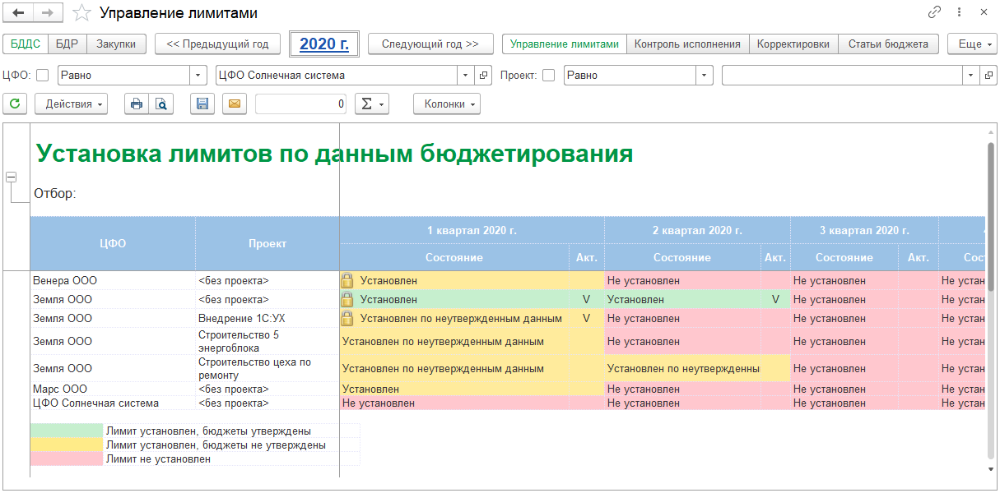 Управление лимитами
БДДС БДР Закупки << Предыдущий год 2020 г. Следующий год >> Управление лимитами Контроль исполнения Корректировки Статьи бюджета Еще
ЦФО: Равно ЦФО Солнечная система Проект: Равно
Действия 0 Σ Колонки
Установка лимитов по данным бюджетирования
Отбор:
ЦФО Проект 1 квартал 2020 г. 2 квартал 2020 г. 3 квартал 2020 г.
Состояние Акт. Состояние Акт. Состояние Акт. Сост
Венера ООО <без проекта> Установлен Не установлен Не установлен Не устан
Земля ООО <без проекта> Установлен V Установлен V Не установлен Не устан
Земля ООО Внедрение 1С:УХ Установлен по неутвержденным данным V Не установлен Не установлен Не устан
Земля ООО Строительство 5 энергоблока Установлен по неутвержденным данным Не установлен Не установлен Не устан
Земля ООО Строительство цеха по ремонту Установлен по неутвержденным данным Установлен по неутвержденны Не установлен Не устан
Марс ООО <без проекта> Установлен Не установлен Не установлен Не устан
ЦФО Солнечная система <без проекта> Не установлен Не установлен Не установлен Не устан
Лимит установлен, бюджеты утверждены
Лимит установлен, бюджеты не утверждены
Лимит не установлен